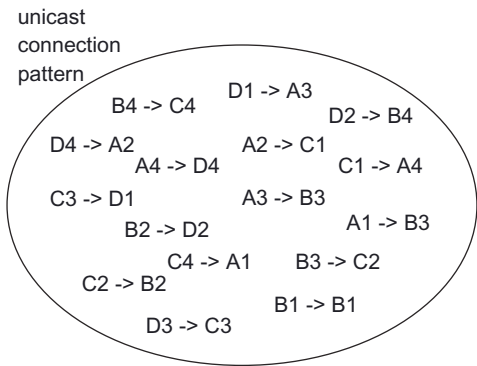 unicast
connection
pattern
D1 -> A3
B4 -> C4
D2 -> B4
D4 -> A2
A2 -> C1
A4 -> D4
C1 -> A4
C3 -> D1
A3 -> B3
A1 -> B3
B2 -> D2
C4 -> A1
B3 -> C2
C2 -> B2
B1 -> B1
D3 -> C3